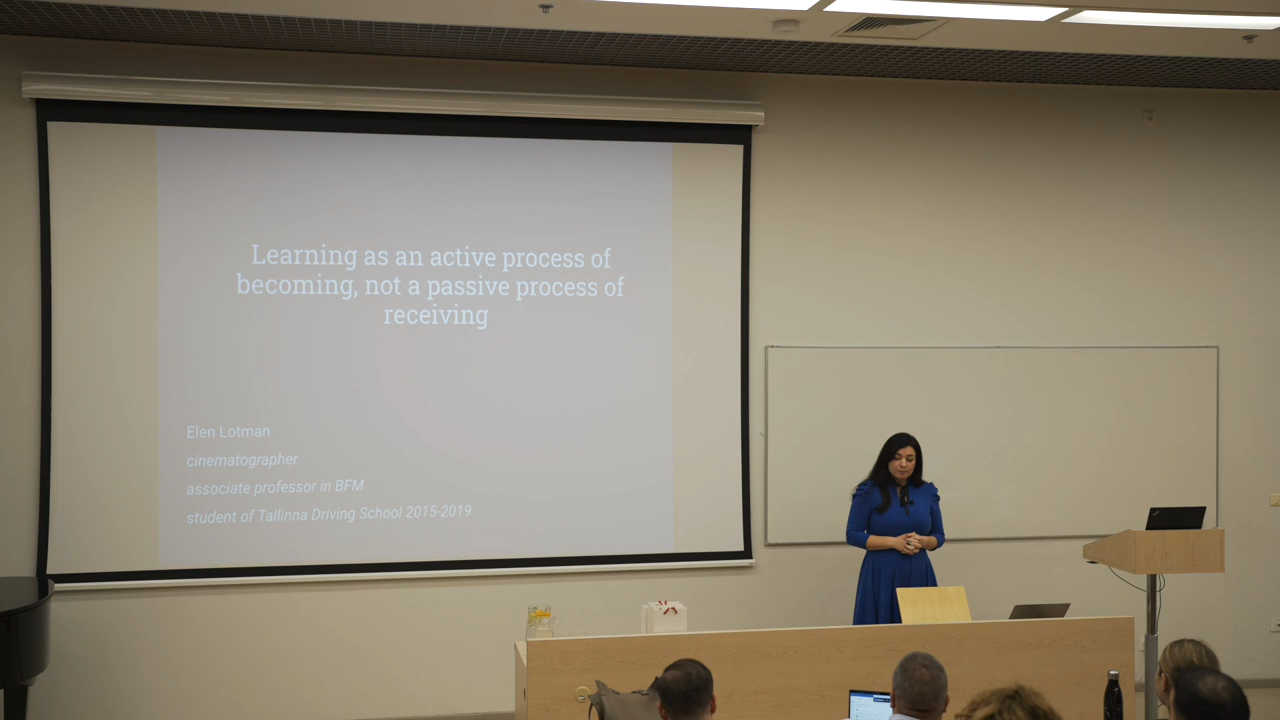 Learning as an active process of
becoming, not a passive process of
receiving
Elen Lotman
cinematographer
associate professor in BFM
student of Tallinna Driving School 2015-2019